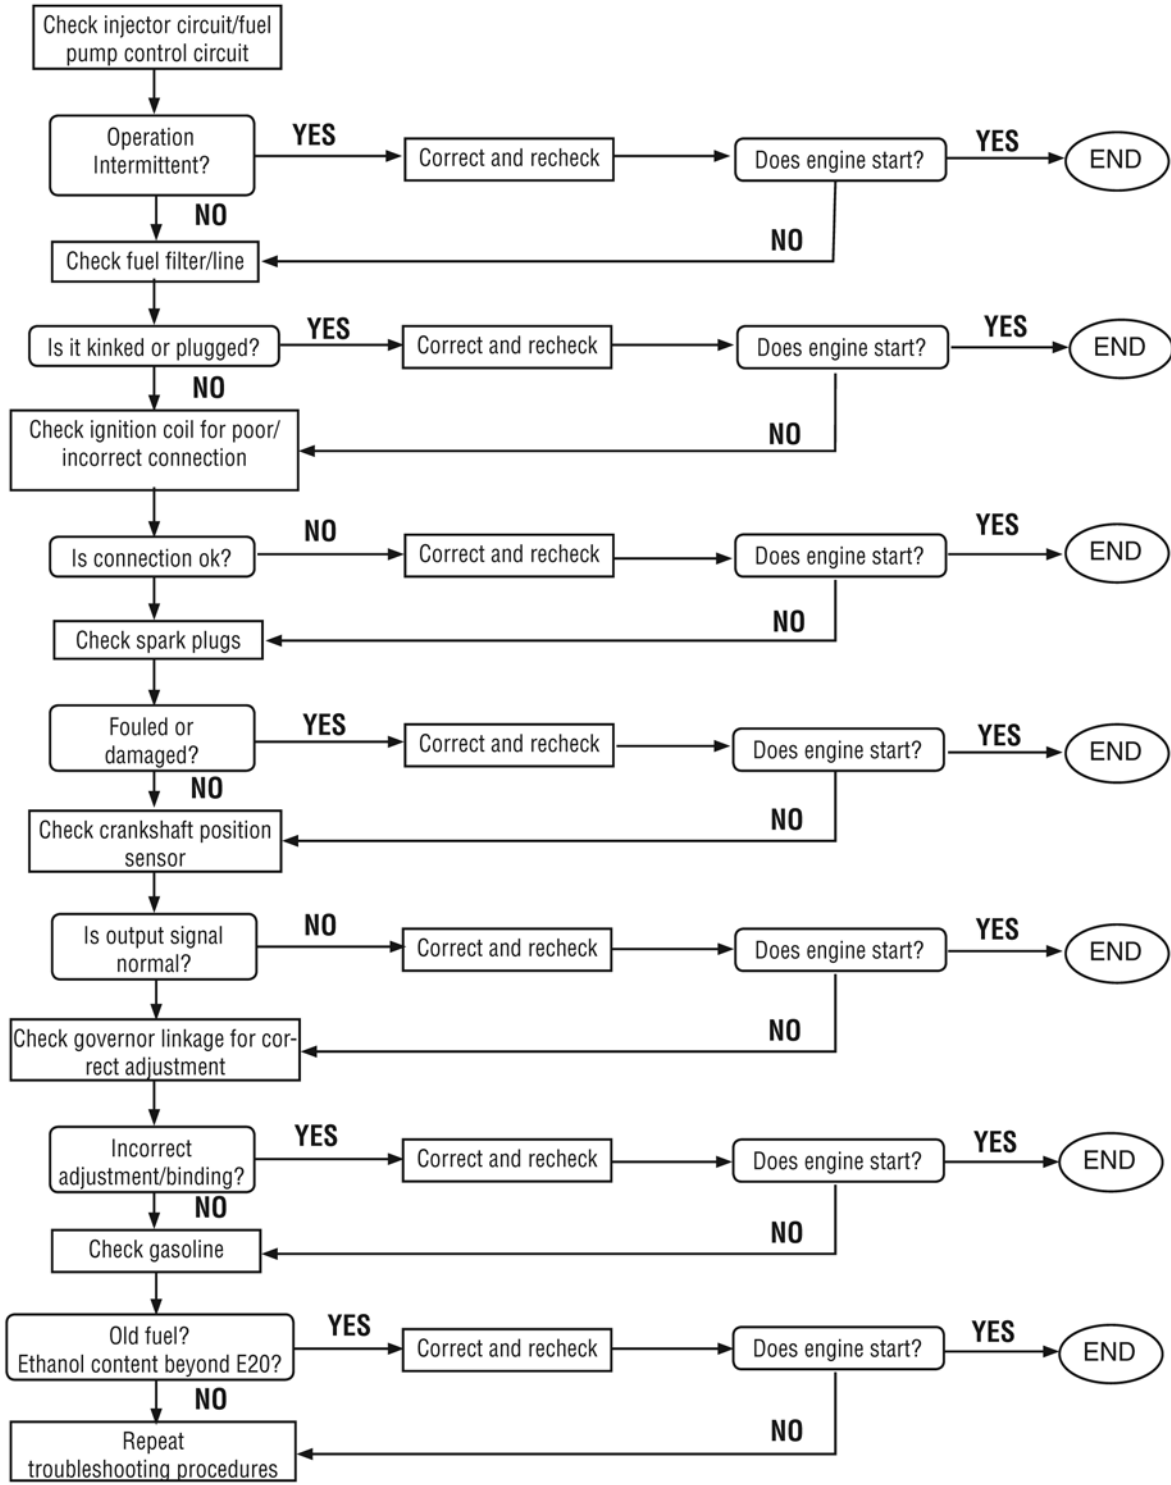 Check injector circuit/fuel
pump control circuit
Operation
Intermittent?
YES
Correct and recheck
Does engine start?
YES
END
NO
NO
Check fuel filter/line
Is it kinked or plugged?
YES
Correct and recheck
Does engine start?
YES
END
NO
Check ignition coil for poor/
incorrect connection
NO
Is connection ok?
NO
Correct and recheck
Does engine start?
YES
END
NO
Check spark plugs
Fouled or
damaged?
YES
Correct and recheck
Does engine start?
YES
END
NO
NO
Check crankshaft position
sensor
Is output signal
normal?
NO
Correct and recheck
Does engine start?
YES
END
NO
Check governor linkage for cor-
rect adjustment
Incorrect
adjustment/binding?
YES
Correct and recheck
Does engine start?
YES
END
NO
NO
Check gasoline
Old fuel?
Ethanol content beyond E20?
YES
Correct and recheck
Does engine start?
YES
END
NO
NO
Repeat
troubleshooting procedures